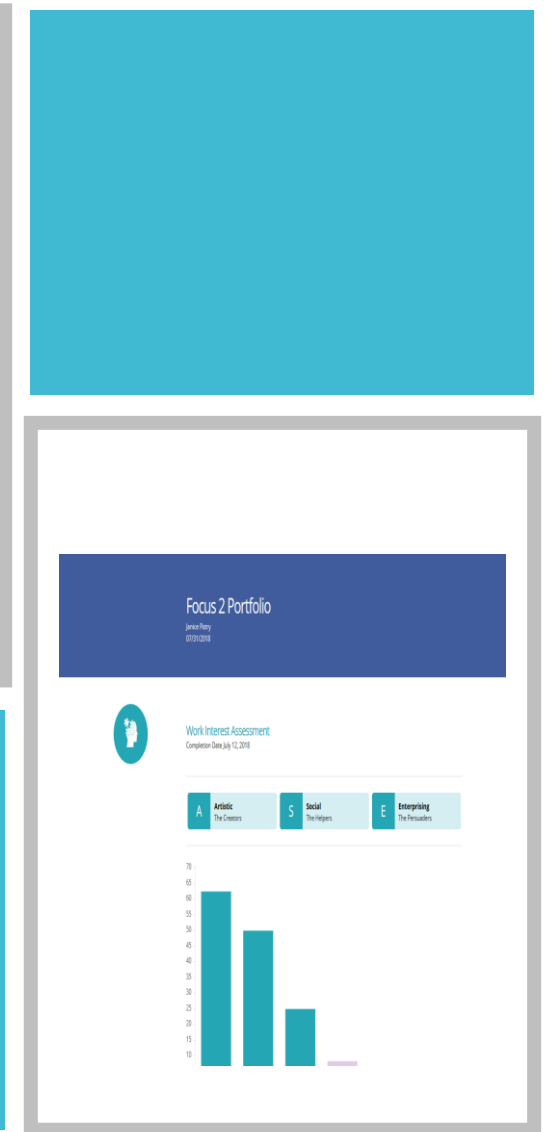 Focus 2 Portfolio
Janice Parry
07/31/2018
Work Interest Assessment
Completion Date July 12, 2018
A
Artistic
The Creators
S
Social
The Helpers
E
Enterprising
The Persuaders
70
65
60
55
50
45
40
35
30
25
20
15
10